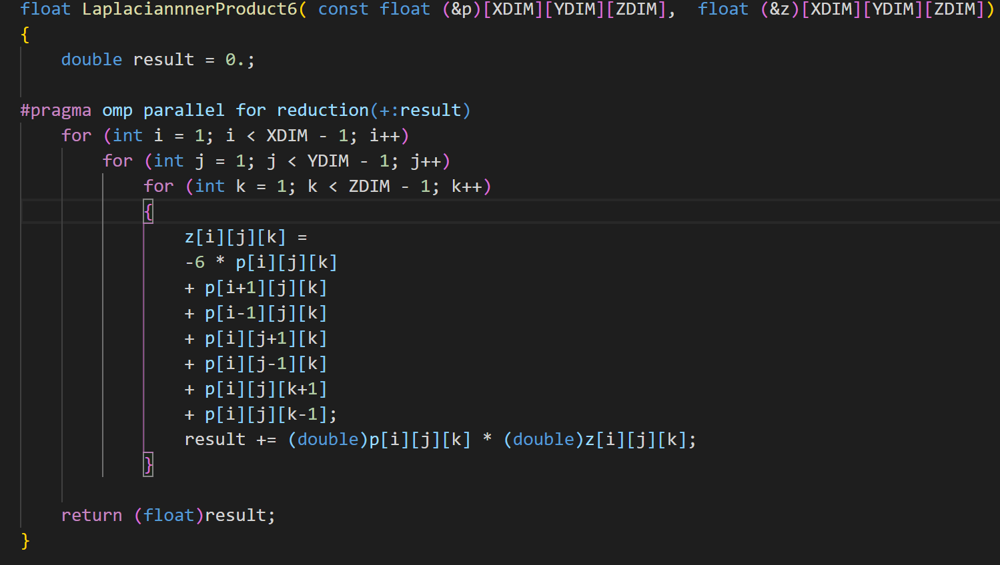 float LaplaciannnerProduct6( const float (&p)[XDIM][YDIM][ZDIM],  float (&z)[XDIM][YDIM][ZDIM])
{
    double result = 0.;

#pragma omp parallel for reduction(+:result)
    for (int i = 1; i < XDIM - 1; i++)
        for (int j = 1; j < YDIM - 1; j++)
            for (int k = 1; k < ZDIM - 1; k++)
            {
                z[i][j][k] =
                -6 * p[i][j][k]
                + p[i+1][j][k]
                + p[i-1][j][k]
                + p[i][j+1][k]
                + p[i][j-1][k]
                + p[i][j][k+1]
                + p[i][j][k-1];
                result += (double)p[i][j][k] * (double)z[i][j][k];
            }

    return (float)result;
}